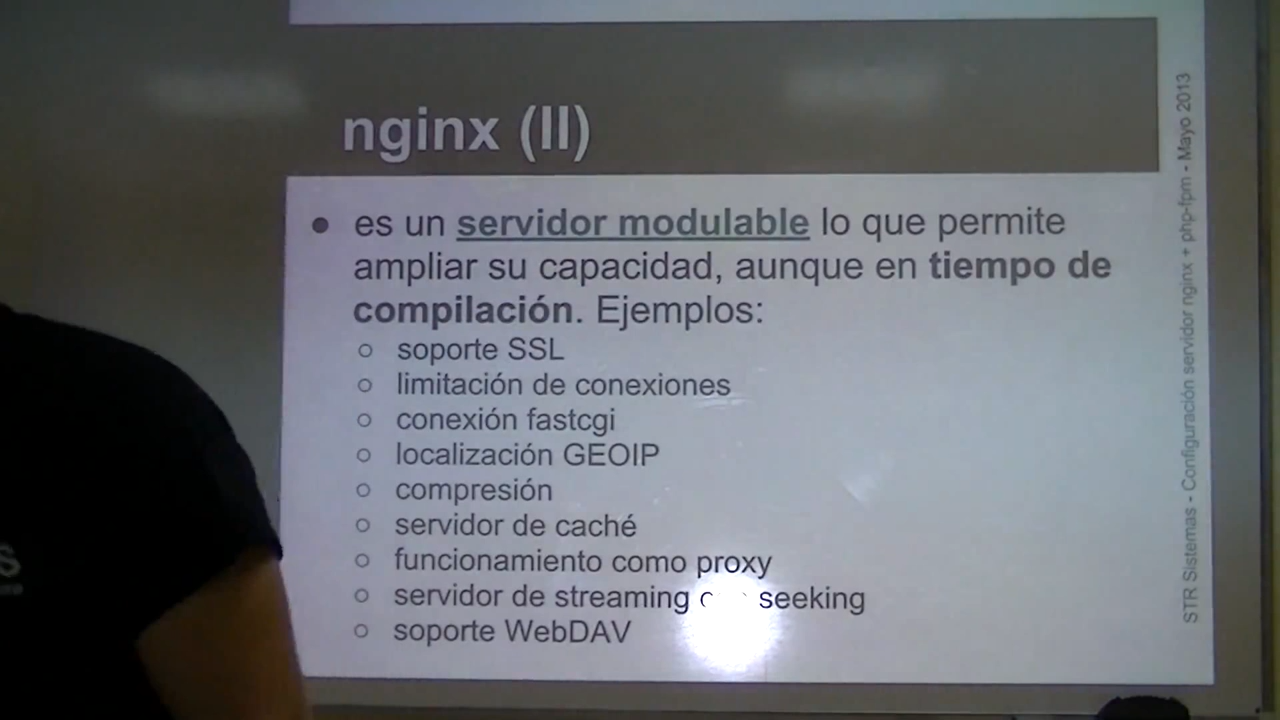 nginx (II)
● es un servidor modulable lo que permite
ampliar su capacidad, aunque en tiempo de
compilación. Ejemplos:
○ soporte SSL
○ limitación de conexiones
○ conexión fastcgi
○ localización GEOIP
○ compresión
○ servidor de caché
○ funcionamiento como proxy
○ servidor de streaming seeking
○ soporte WebDAV
STR Sistemas - Configuración servidor nginx + php-fpm - Mayo 2013